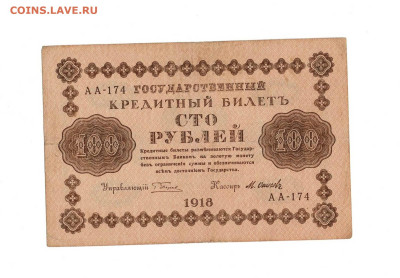 COINS.LAVE.RU
АА-174 ГОСУДАРСТВЕННЫЙ
КРЕДИТНЫЙ БИЛЕТЪ
СТО
РУБЛЕЙ
100 100
Кредитные билеты размѣниваются Государ-
ственнымъ Банкомъ на золотую монету
безъ ограниченія суммы и обезпечиваются
всѣмъ достояніемъ Государства.
Управляющій Кассиръ
АА-174
1918